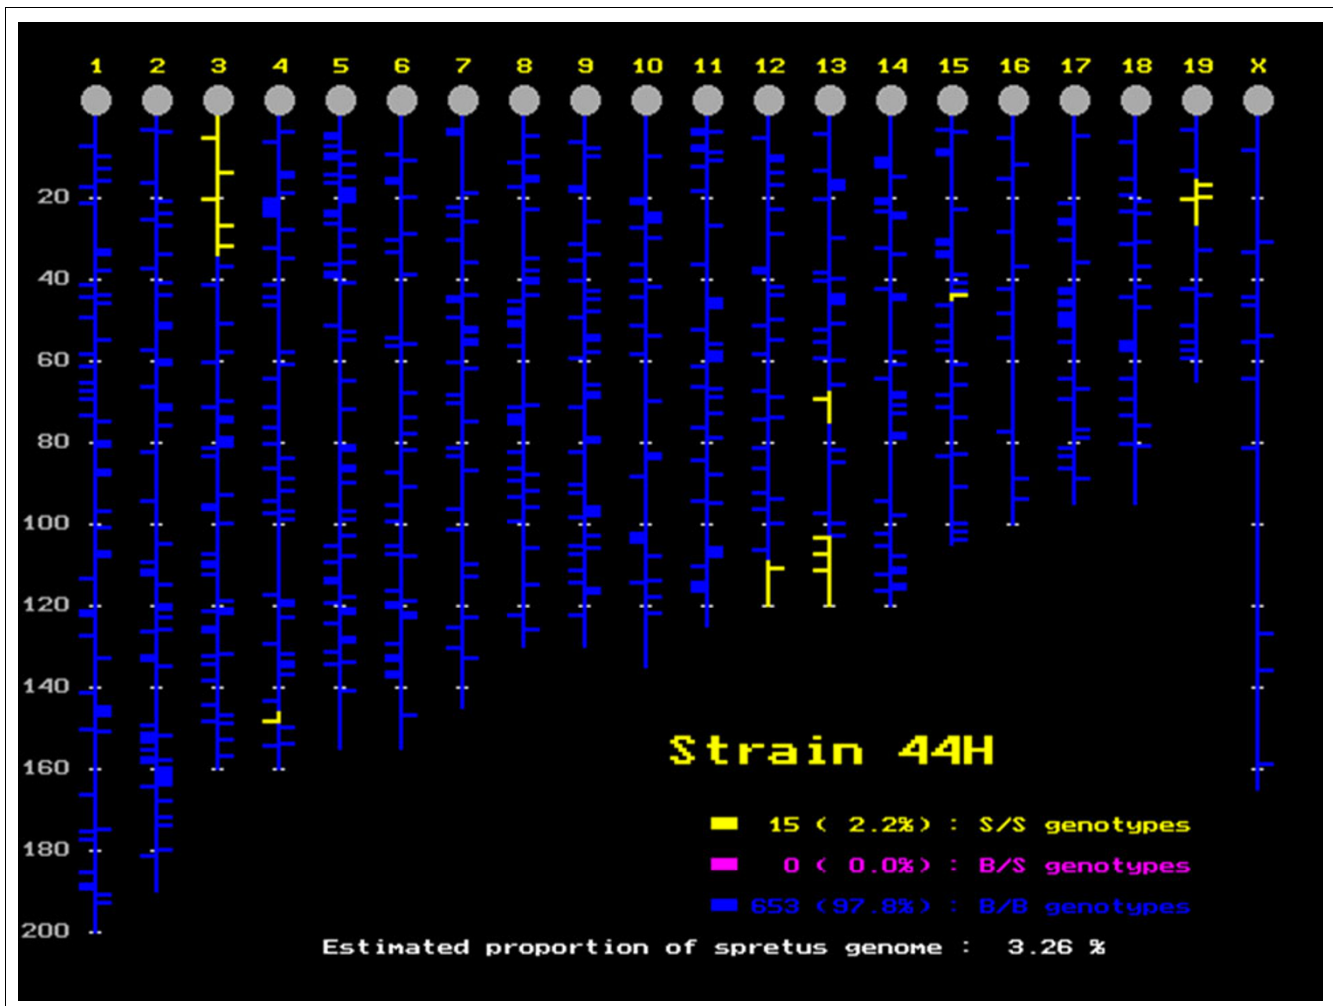 1 2 3 4 5 6 7 8 9 10 11 12 13 14 15 16 17 18 19 X
20
40
60
80
100
120
140
Strain 44H
160
15 ( 2.2%) : S/S genotypes
180
0 ( 0.0%) : B/S genotypes
653 (97.8%) : B/B genotypes
200
Estimated proportion of spretus genome : 3.26 %